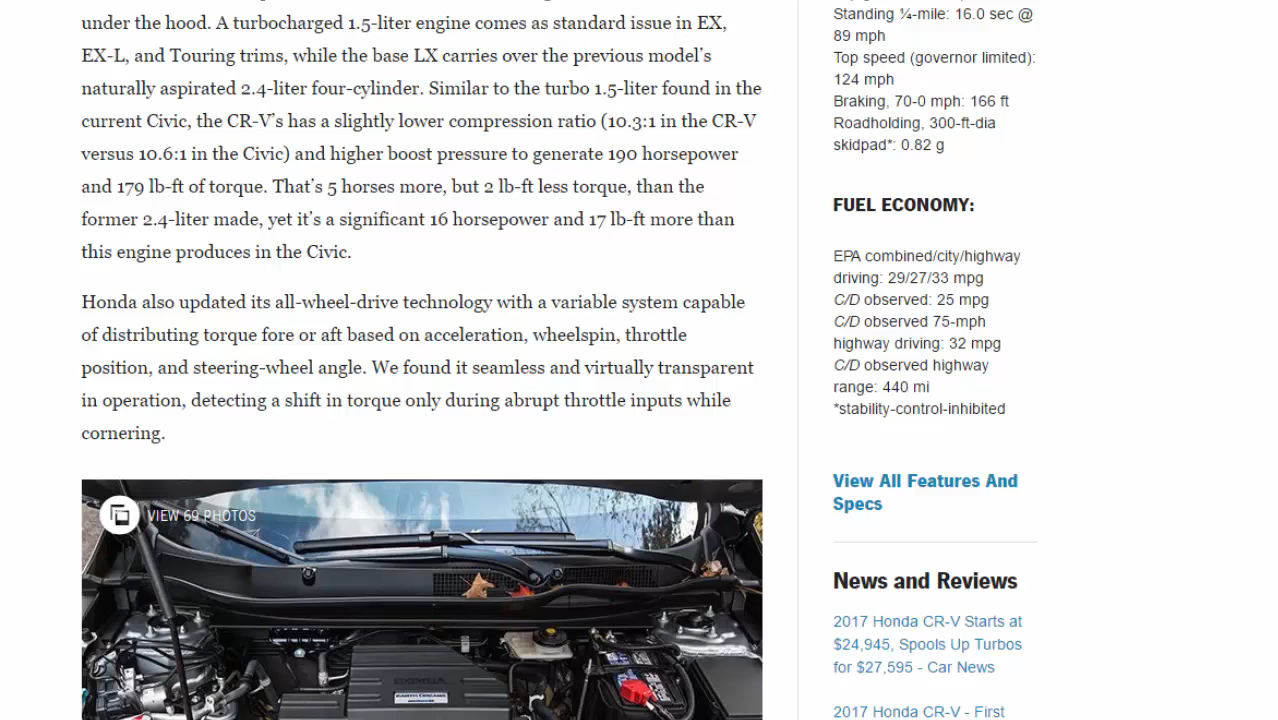 under the hood. A turbocharged 1.5-liter engine comes as standard issue in EX,
EX-L, and Touring trims, while the base LX carries over the previous model's
naturally aspirated 2.4-liter four-cylinder. Similar to the turbo 1.5-liter found in the
current Civic, the CR-V's has a slightly lower compression ratio (10.3:1 in the CR-V
versus 10.6:1 in the Civic) and higher boost pressure to generate 190 horsepower
and 179 lb-ft of torque. That's 5 horses more, but 2 lb-ft less torque, than the
former 2.4-liter made, yet it's a significant 16 horsepower and 17 lb-ft more than
this engine produces in the Civic.
Honda also updated its all-wheel-drive technology with a variable system capable
of distributing torque fore or aft based on acceleration, wheelspin, throttle
position, and steering-wheel angle. We found it seamless and virtually transparent
in operation, detecting a shift in torque only during abrupt throttle inputs while
cornering.
VIEW 69 PHOTOS
Standing ¼-mile: 16.0 sec @
89 mph
Top speed (governor limited):
124 mph
Braking, 70-0 mph: 166 ft
Roadholding, 300-ft-dia
skidpad*: 0.82 g
FUEL ECONOMY:
EPA combined/city/highway
driving: 29/27/33 mpg
C/D observed: 25 mpg
C/D observed 75-mph
highway driving: 32 mpg
C/D observed highway
range: 440 mi
*stability-control-inhibited
View All Features And
Specs
News and Reviews
2017 Honda CR-V Starts at
$24,945, Spools Up Turbos
for $27,595 - Car News
2017 Honda CR-V - First